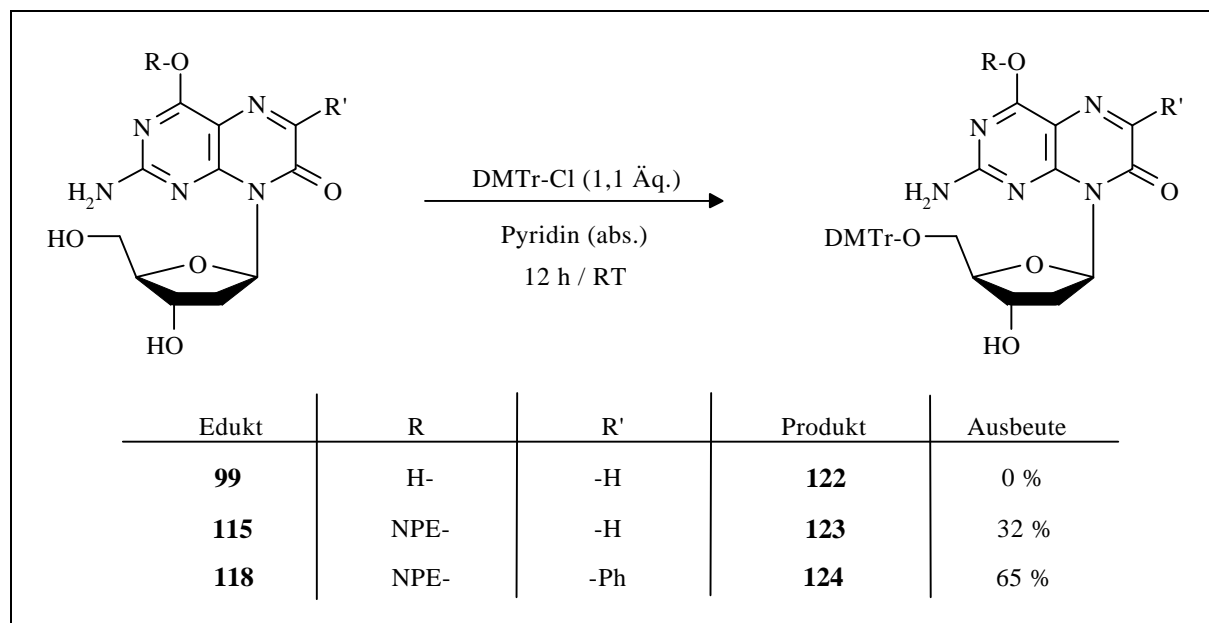 R-O
N
N
R'
H2N
N
N
O
HO
O
HO
DMTr-Cl (1,1 Äq.)
Pyridin (abs.)
12 h / RT
R-O
N
N
R'
H2N
N
N
O
DMTr-O
O
HO
Edukt R R' Produkt Ausbeute
99 H- -H 122 0 %
115 NPE- -H 123 32 %
118 NPE- -Ph 124 65 %